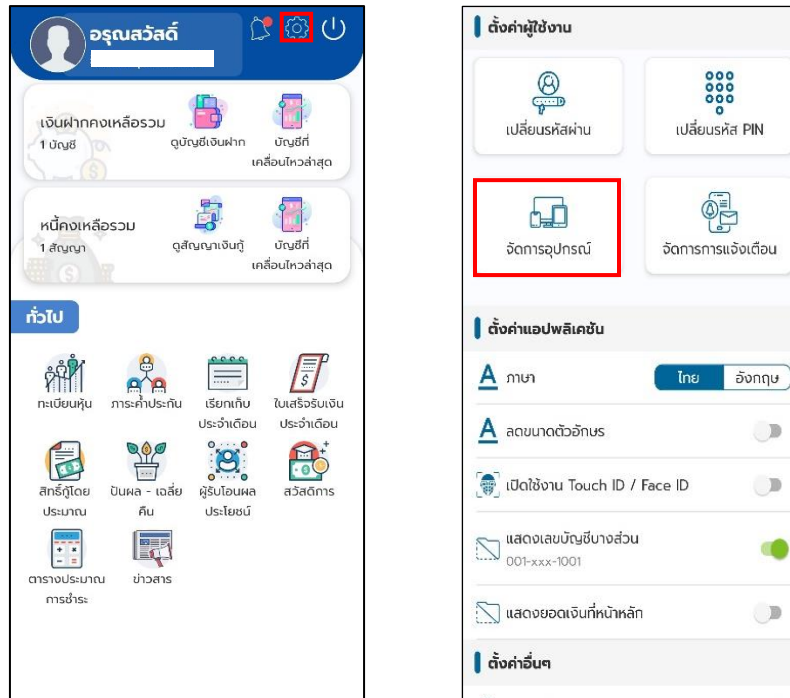 อรุณสวัสดิ์
เงินฝากคงเหลือรวม
1 บัญชี
ดูบัญชีเงินฝาก
บัญชีที่
เคลื่อนไหวล่าสุด
หนี้คงเหลือรวม
1 สัญญา
ดูสัญญาเงินกู้
บัญชีที่
เคลื่อนไหวล่าสุด
ทั่วไป
ทะเบียนหุ้น
ภาระค้ำประกัน
เรียกเก็บ
ประจำเดือน
ใบเสร็จรับเงิน
ประจำเดือน
สิทธิ์กู้โดย
ประมาณ
ปันผล - เฉลี่ย
คืน
ผู้รับโอนผล
ประโยชน์
สวัสดิการ
ตารางประมาณ
การชำระ
ข่าวสาร
ตั้งค่าผู้ใช้งาน
เปลี่ยนรหัสผ่าน
เปลี่ยนรหัส PIN
จัดการอุปกรณ์
จัดการการแจ้งเตือน
ตั้งค่าแอปพลิเคชัน
A ภาษา
ไทย
อังกฤษ
A ลดขนาดตัวอักษร
เปิดใช้งาน Touch ID / Face ID
แสดงเลขบัญชีบางส่วน
001-xxx-1001
แสดงยอดเงินที่หน้าหลัก
ตั้งค่าอื่นๆ